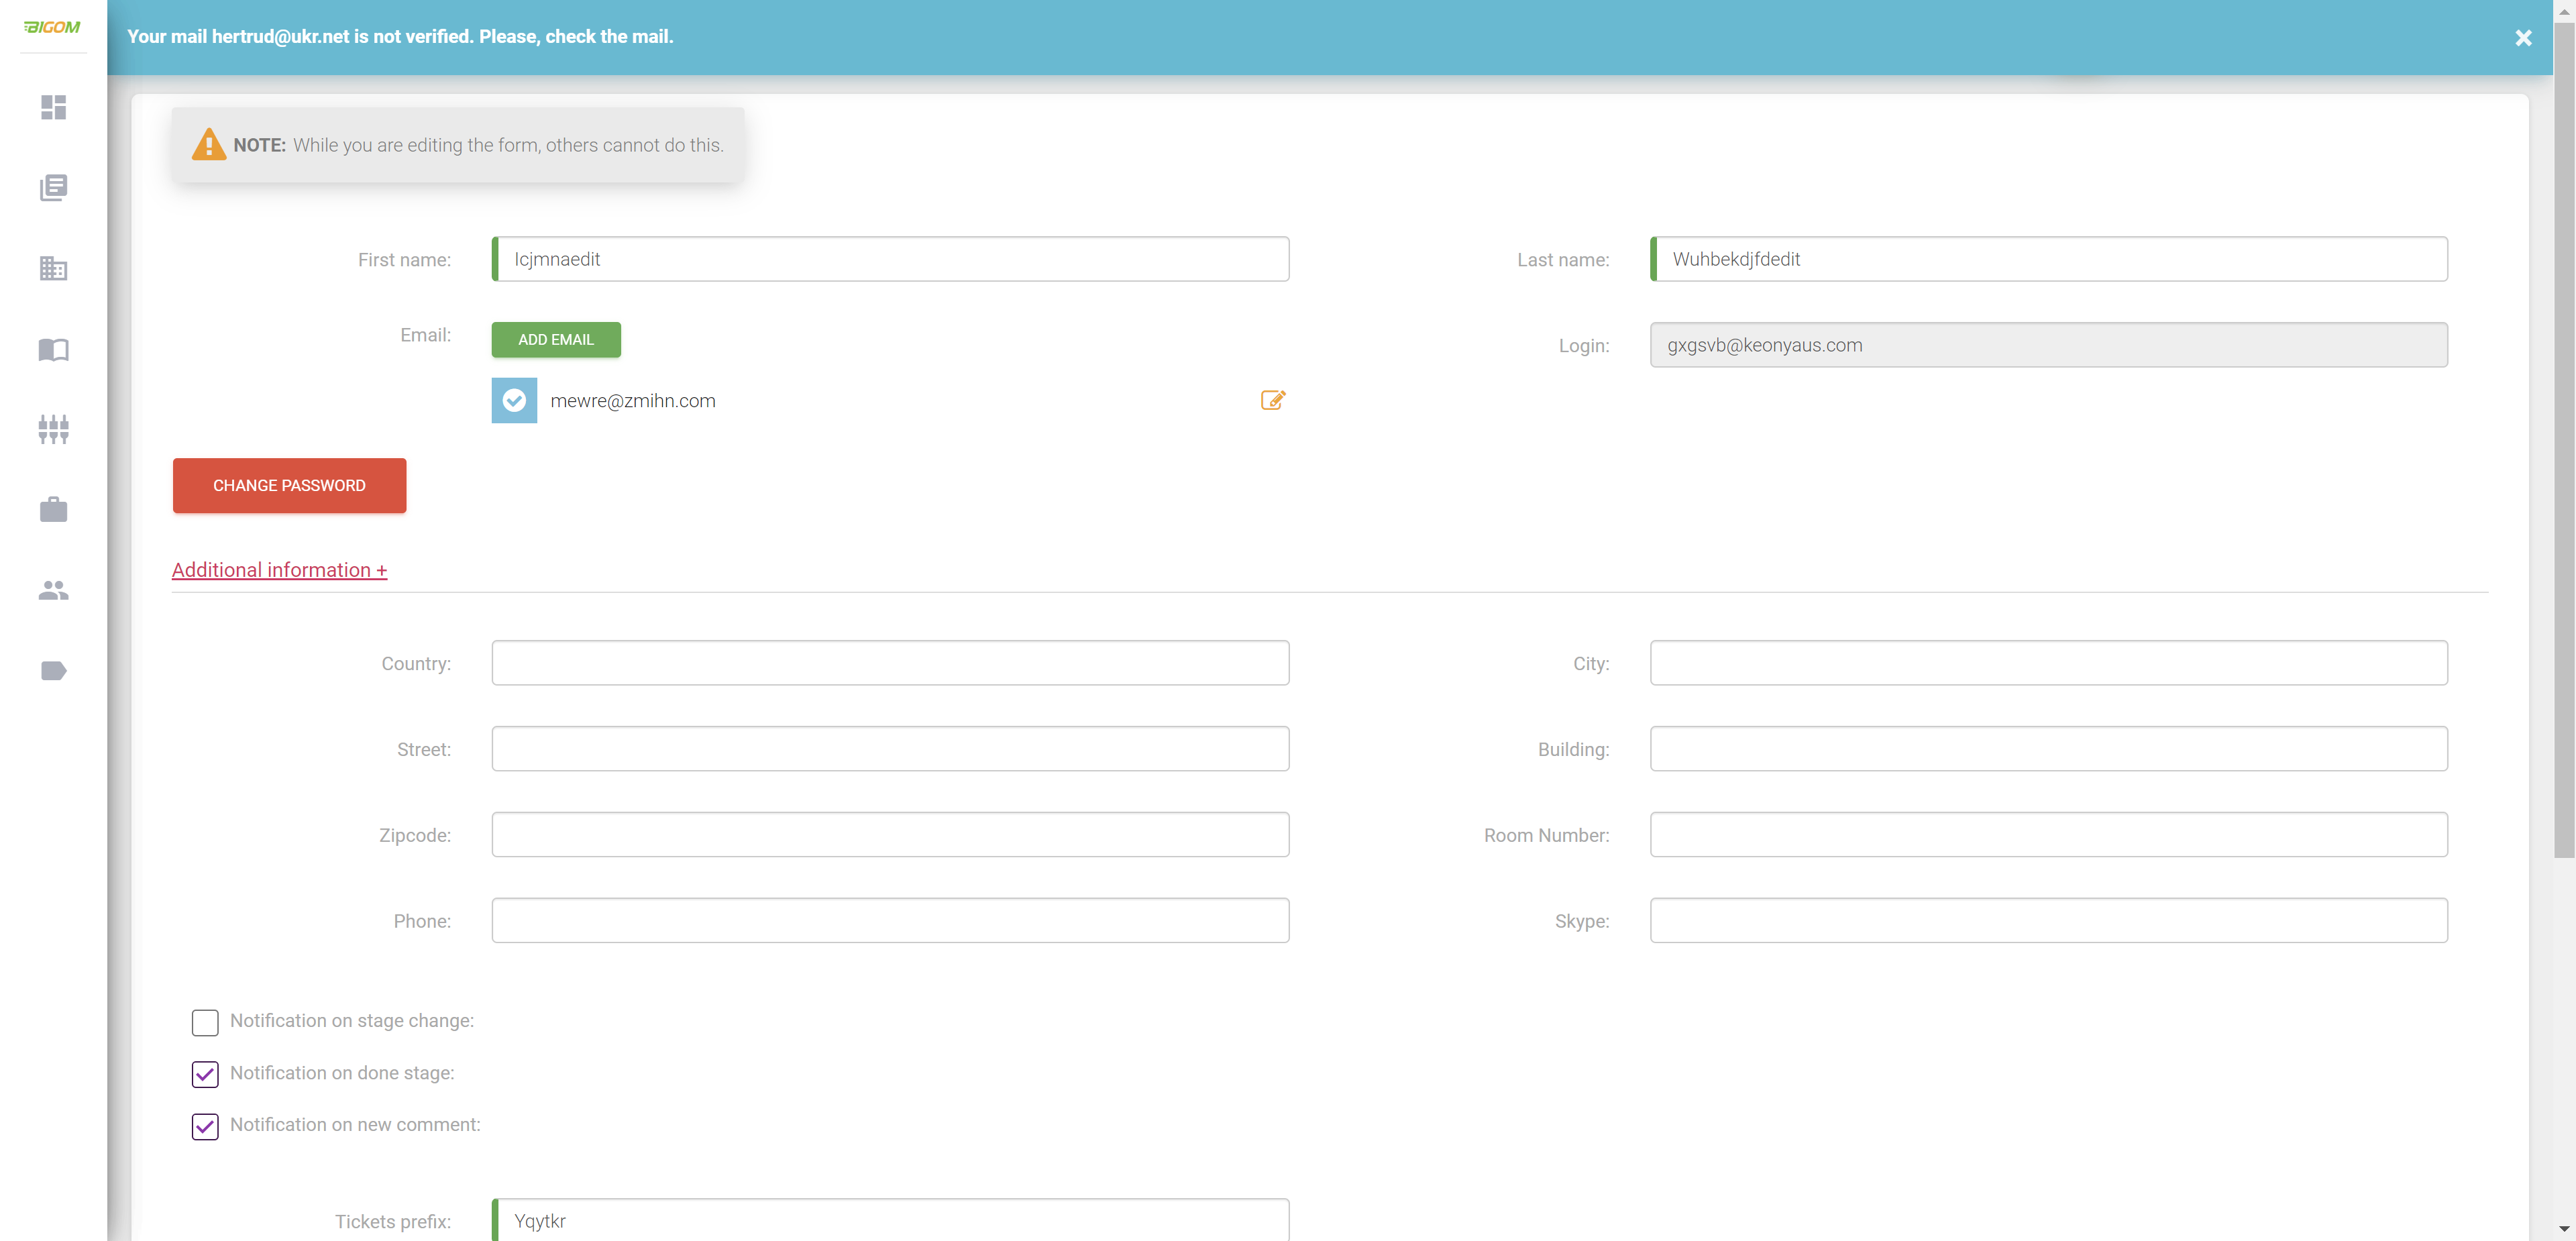 BIGOM
Your mail hertrud@ukr.net is not verified. Please, check the mail.
NOTE: While you are editing the form, others cannot do this.
First name: Icjmnaedit
Last name: Wuhbekdjfdedit
Email: ADD EMAIL
Login: gxgsvb@keonyaus.com
mewre@zmihn.com
CHANGE PASSWORD
Additional information +
Country:
City:
Street:
Building:
Zipcode:
Room Number:
Phone:
Skype:
Notification on stage change:
Notification on done stage:
Notification on new comment:
Tickets prefix: Yqytkr